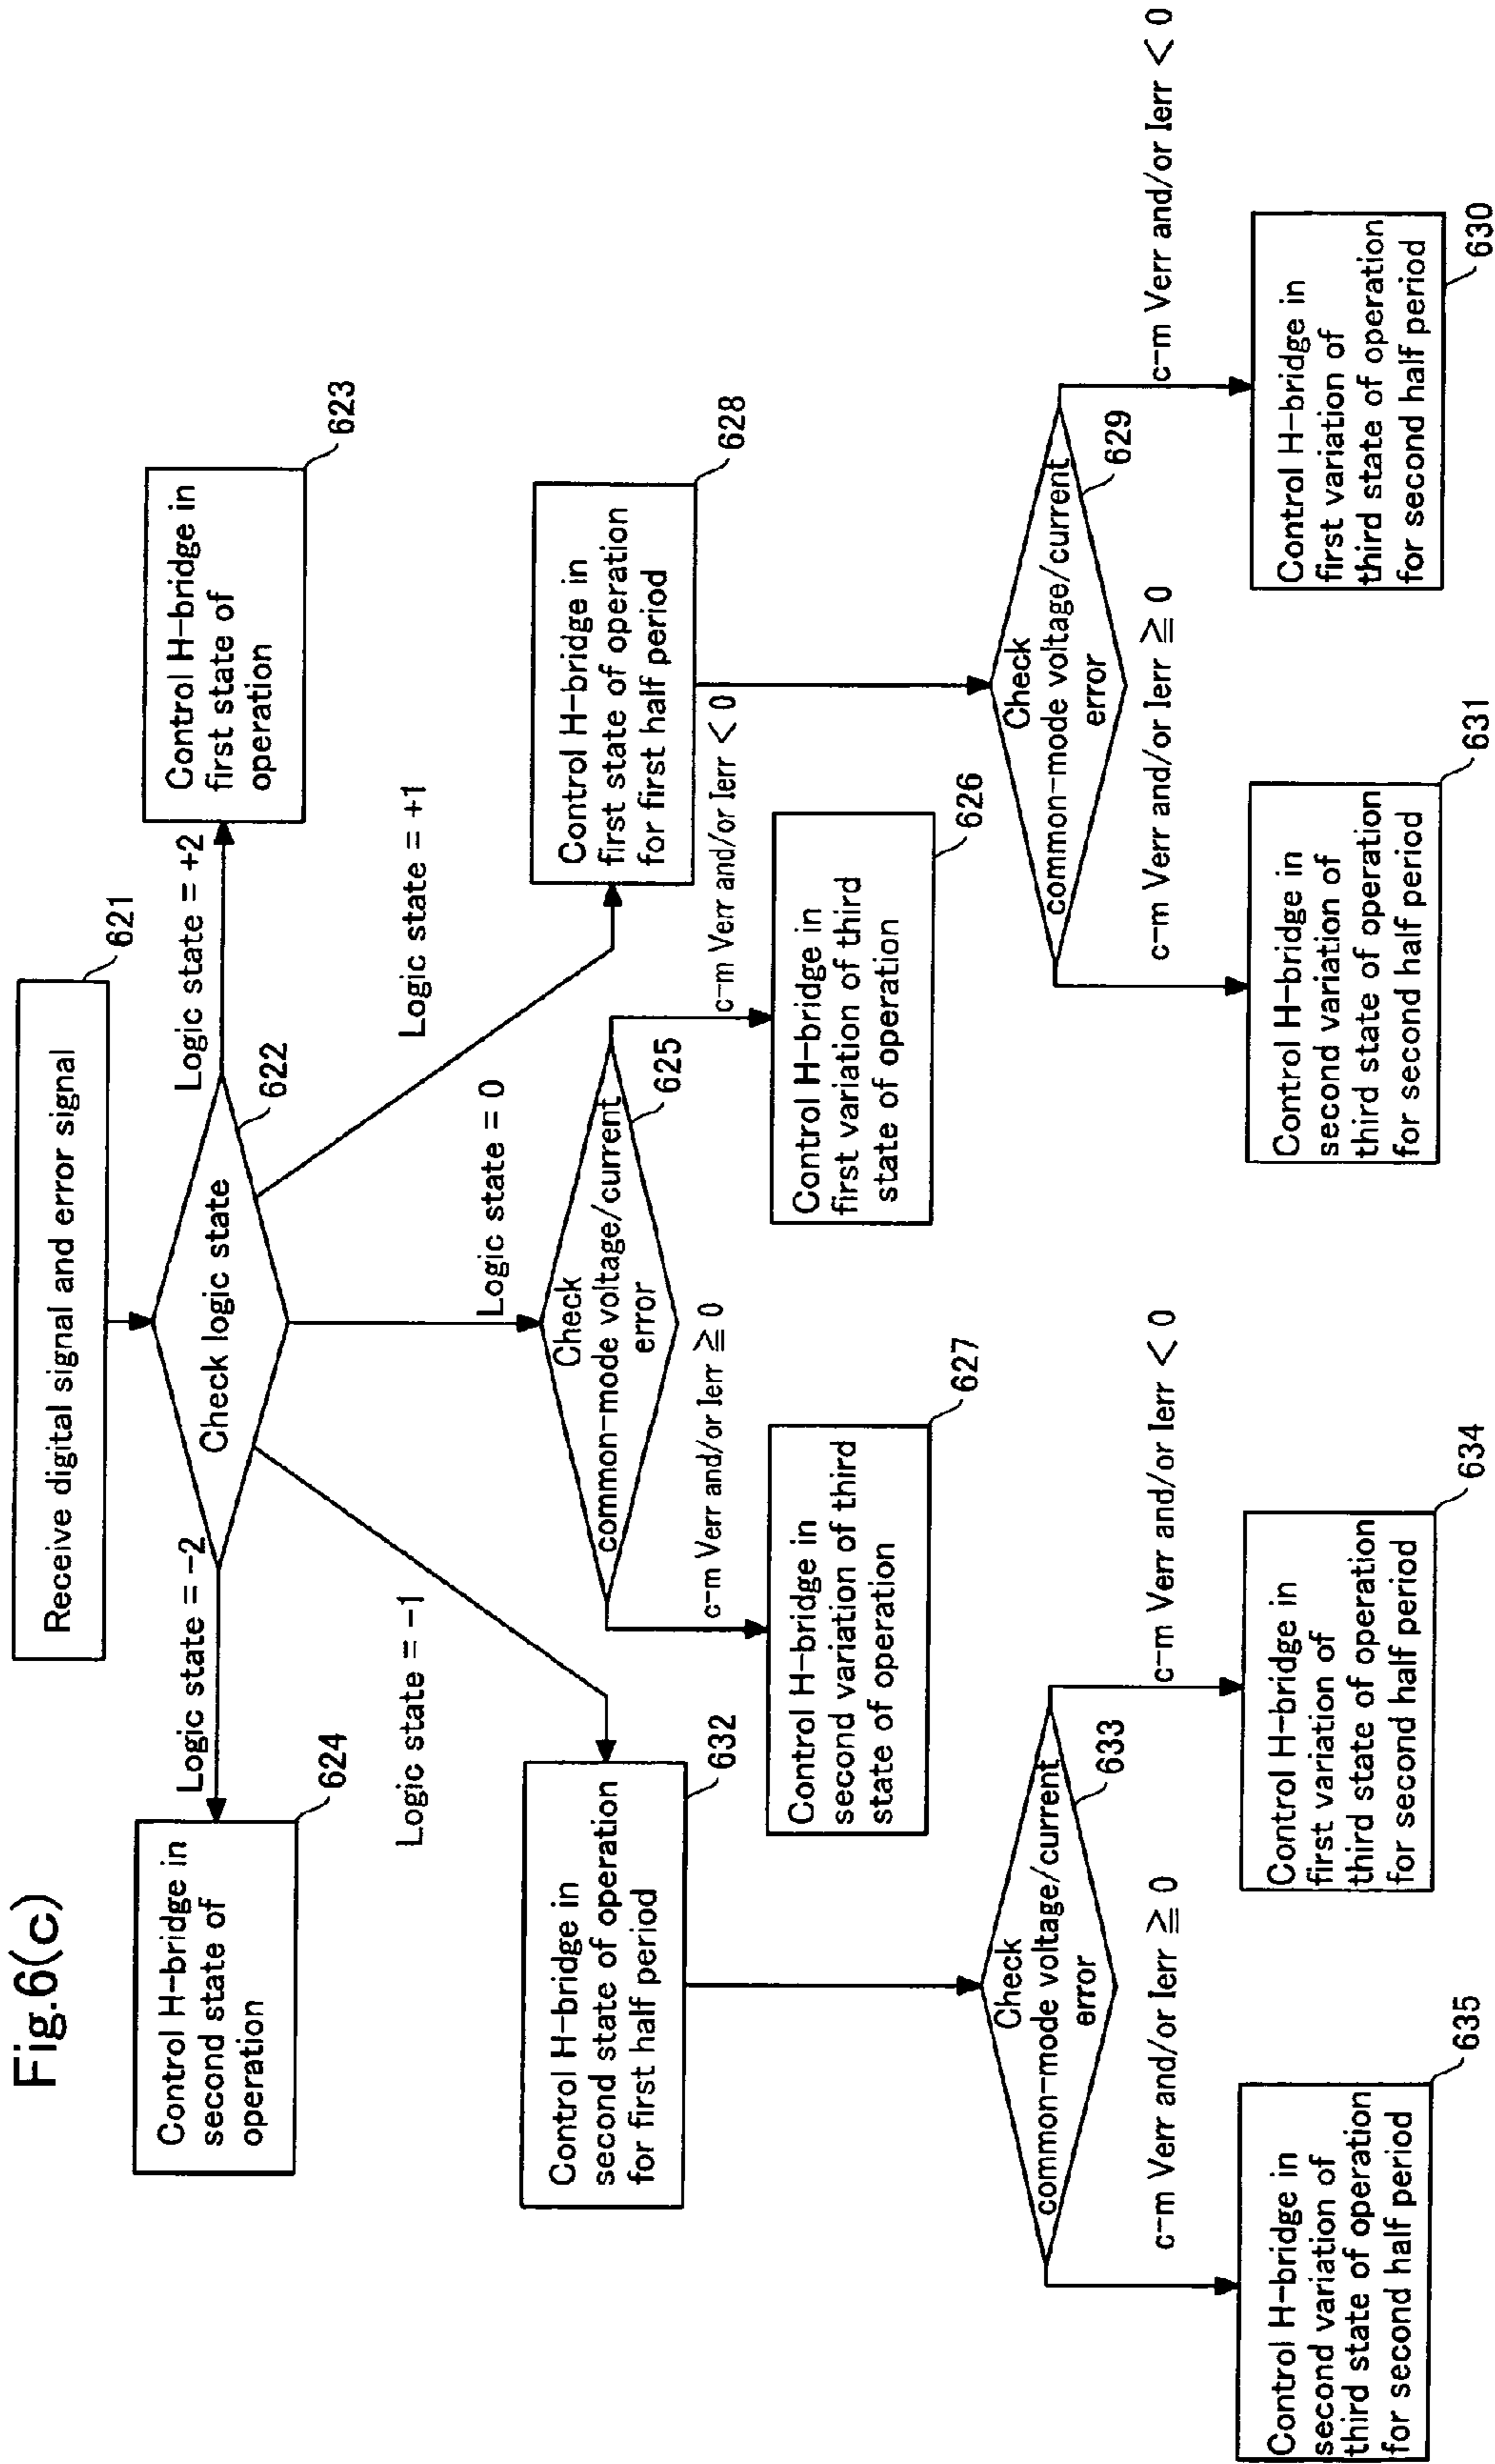 Fig.6(c)
Receive digital signal and error signal
621
Check logic state
622
Logic state = +2
Control H-bridge in
first state of
operation
623
Logic state = -2
Control H-bridge in
second state of
operation
624
Logic state = +1
Logic state = 0
Logic state = -1
Control H-bridge in
second state of operation
for first half period
632
Check
common-mode voltage/current
error
625
Control H-bridge in
first state of operation
for first half period
628
c-m Verr and/or Ierr ≧ 0
c-m Verr and/or Ierr < 0
Control H-bridge in
second variation of third
state of operation
627
Control H-bridge in
first variation of third
state of operation
626
Check
common-mode voltage/current
error
633
Check
common-mode voltage/current
error
629
c-m Verr and/or Ierr ≧ 0
c-m Verr and/or Ierr < 0
c-m Verr and/or Ierr ≧ 0
c-m Verr and/or Ierr < 0
Control H-bridge in
second variation of
third state of operation
for second half period
635
Control H-bridge in
first variation of
third state of operation
for second half period
634
Control H-bridge in
second variation of
third state of operation
for second half period
631
Control H-bridge in
first variation of
third state of operation
for second half period
630